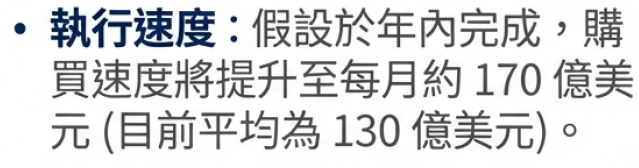 • 執行速度：假設於年內完成，購
買速度將提升至每月約 170 億美
元 (目前平均為 130 億美元)。